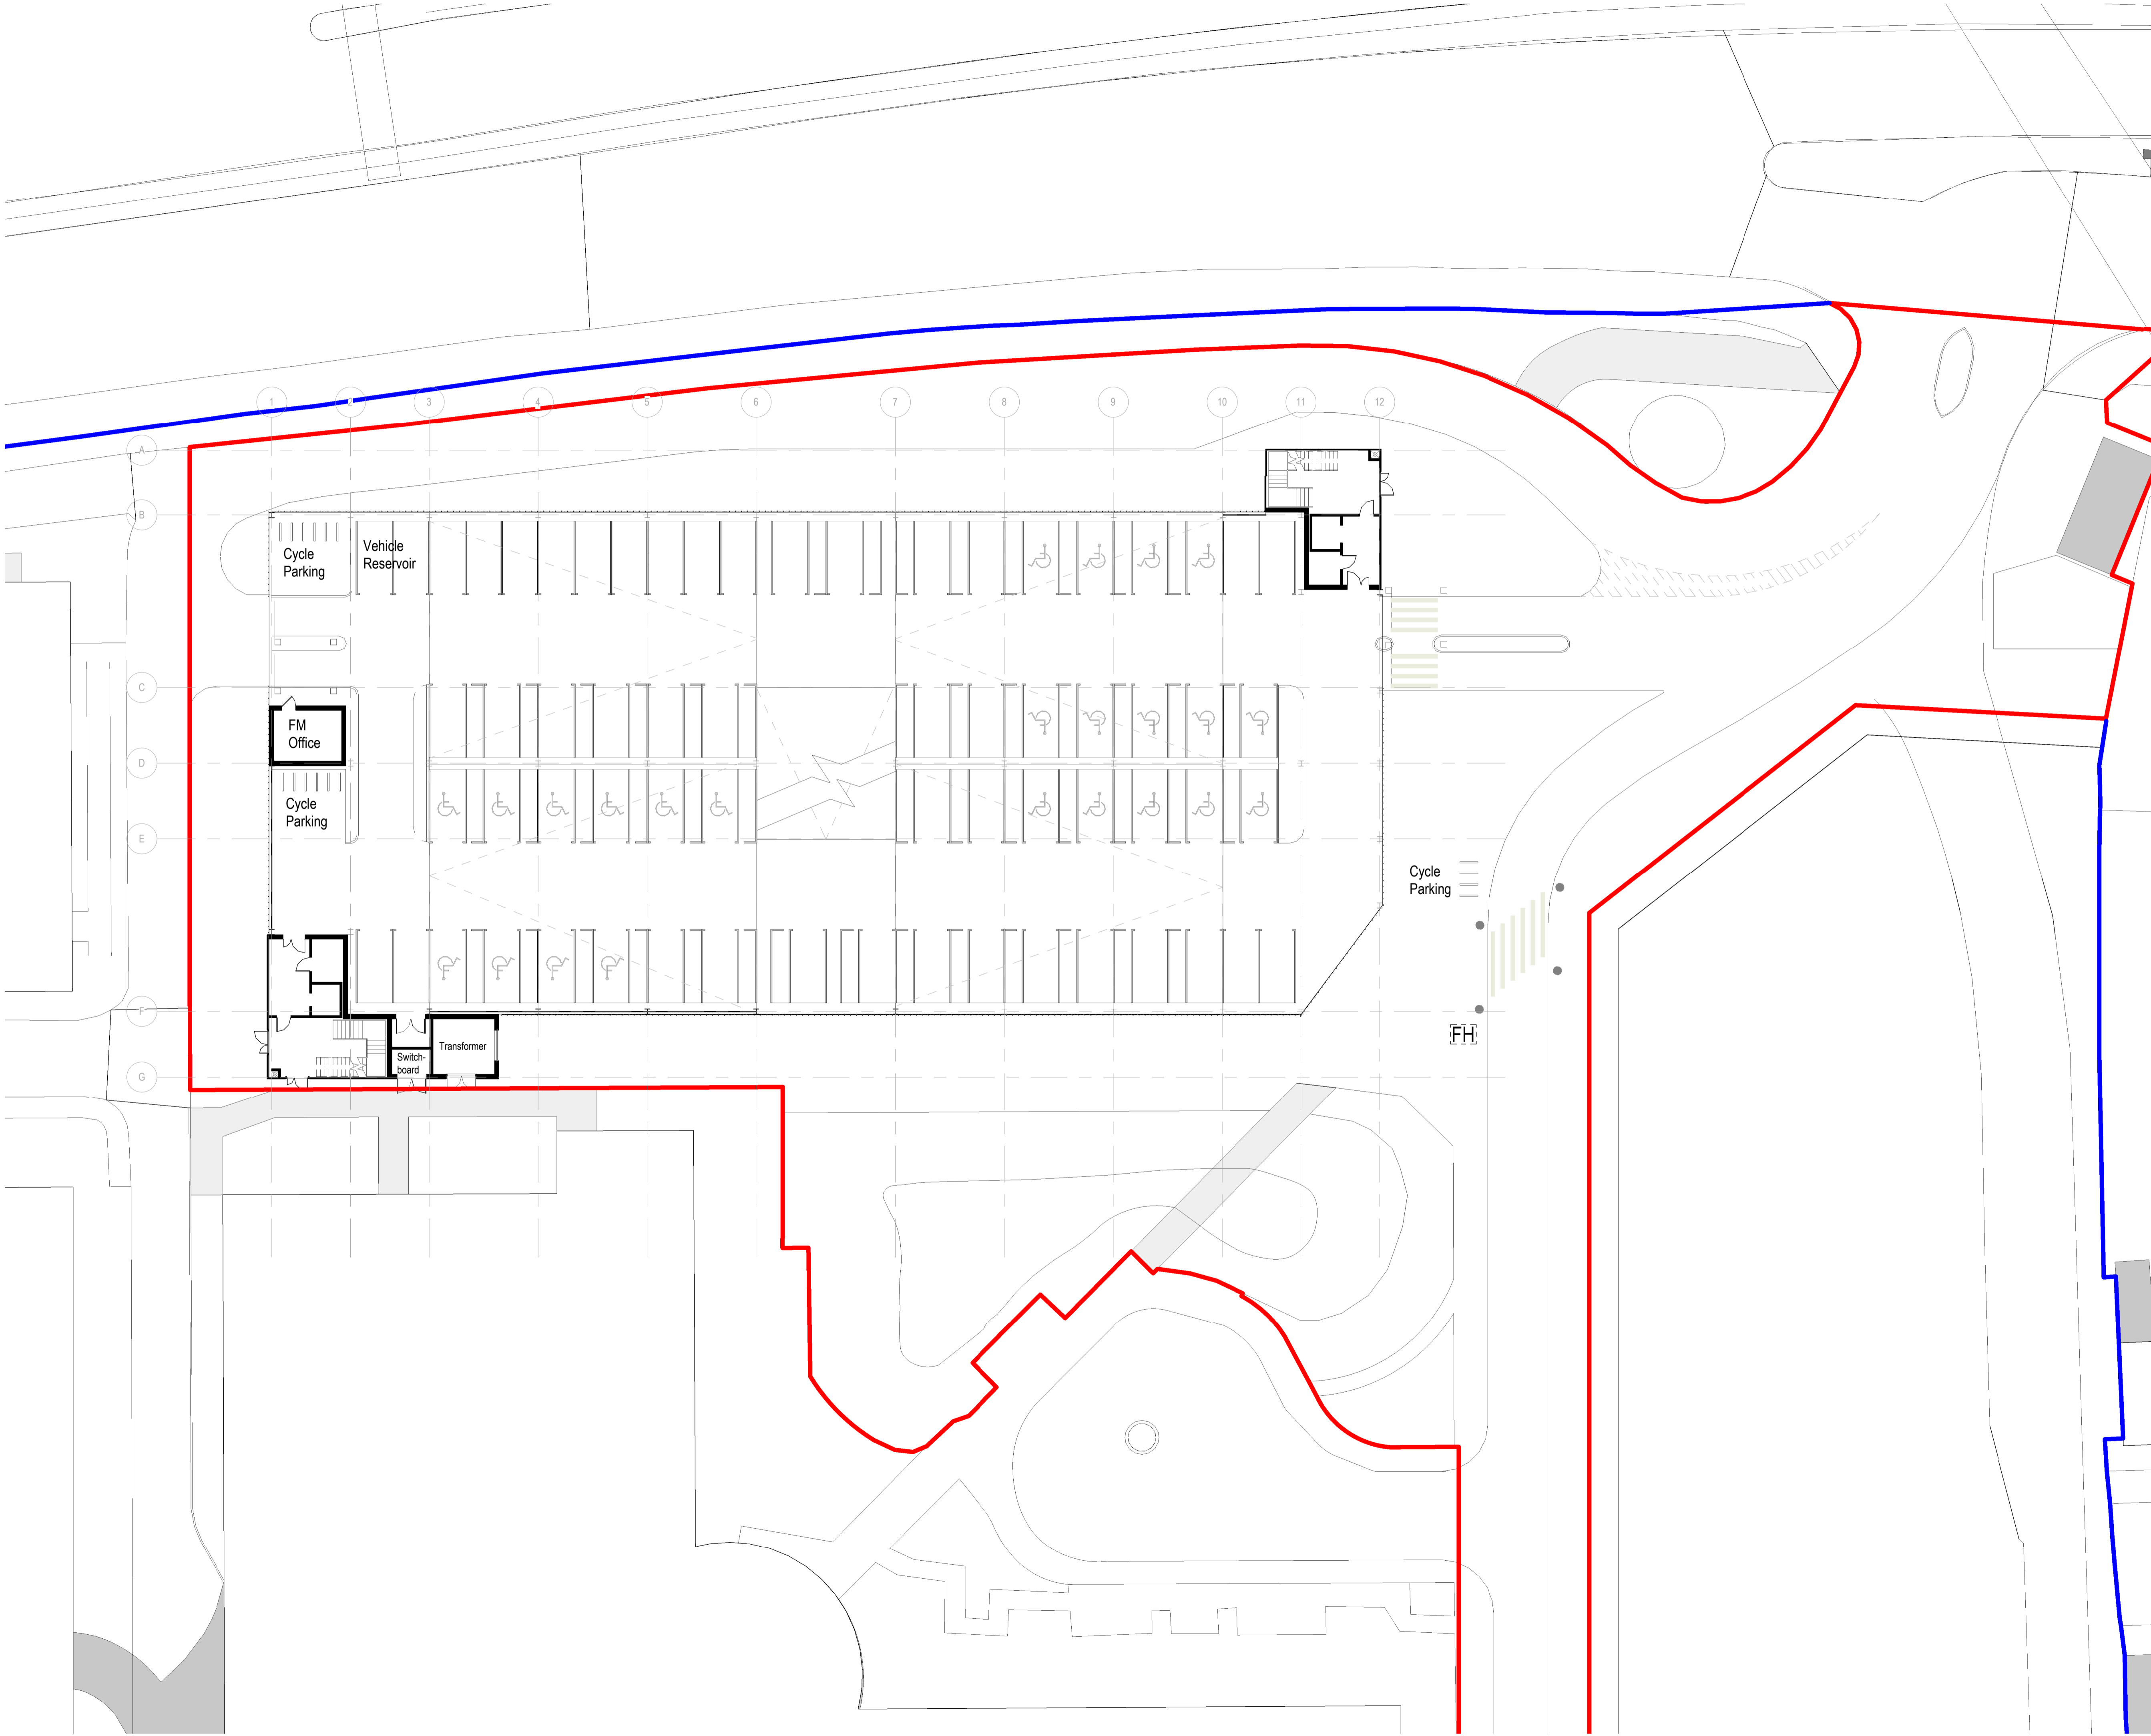 1 2 3 4 5 6 7 8 9 10 11 12
A
B
Cycle
Parking
Vehicle
Reservoir
C
FM
Office
D
Cycle
Parking
E
Cycle
Parking
F
FH
Transformer
Switch-
board
G